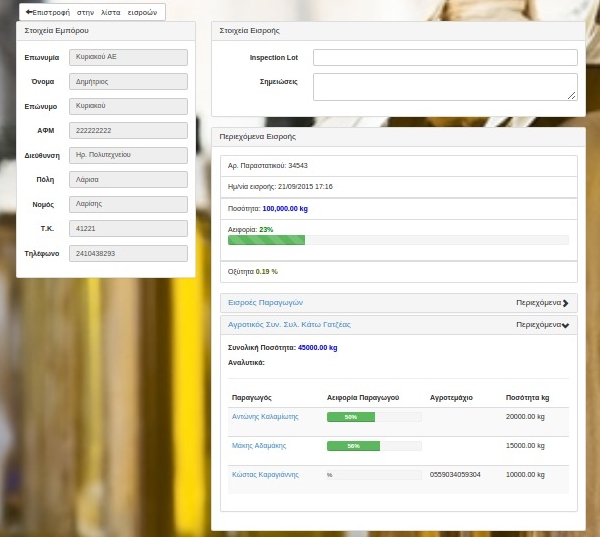 Επιστροφή στην λίστα εισροών
Στοιχεία Εμπόρου
Επωνυμία Κυριακού ΑΕ
Όνομα Δημήτριος
Επώνυμο Κυριακού
ΑΦΜ 222222222
Διεύθυνση Ηρ. Πολυτεχνείου
Πόλη Λάρισα
Νομός Λαρίσης
Τ.Κ. 41221
Τηλέφωνο 2410438293
Στοιχεία Εισροής
Inspection Lot
Σημειώσεις
Περιεχόμενα Εισροής
Αρ. Παραστατικού: 34543
Ημ/νία εισροής: 21/09/2015 17:16
Ποσότητα: 100,000.00 kg
Αειφορία: 23%
Οξύτητα 0.19 %
Εισροές Παραγωγών Περιεχόμενα
Αγροτικός Συν. Συλ. Κάτω Γατζέας Περιεχόμενα
Συνολική Ποσότητα: 45000.00 kg
Αναλυτικά:
Παραγωγός Αειφορία Παραγωγού Αγροτεμάχιο Ποσότητα kg
Αντώνης Καλαμίωτης 50% 20000.00 kg
Μάκης Αδαμάκης 56% 15000.00 kg
Κώστας Καραγιάννης % 0559034059304 10000.00 kg